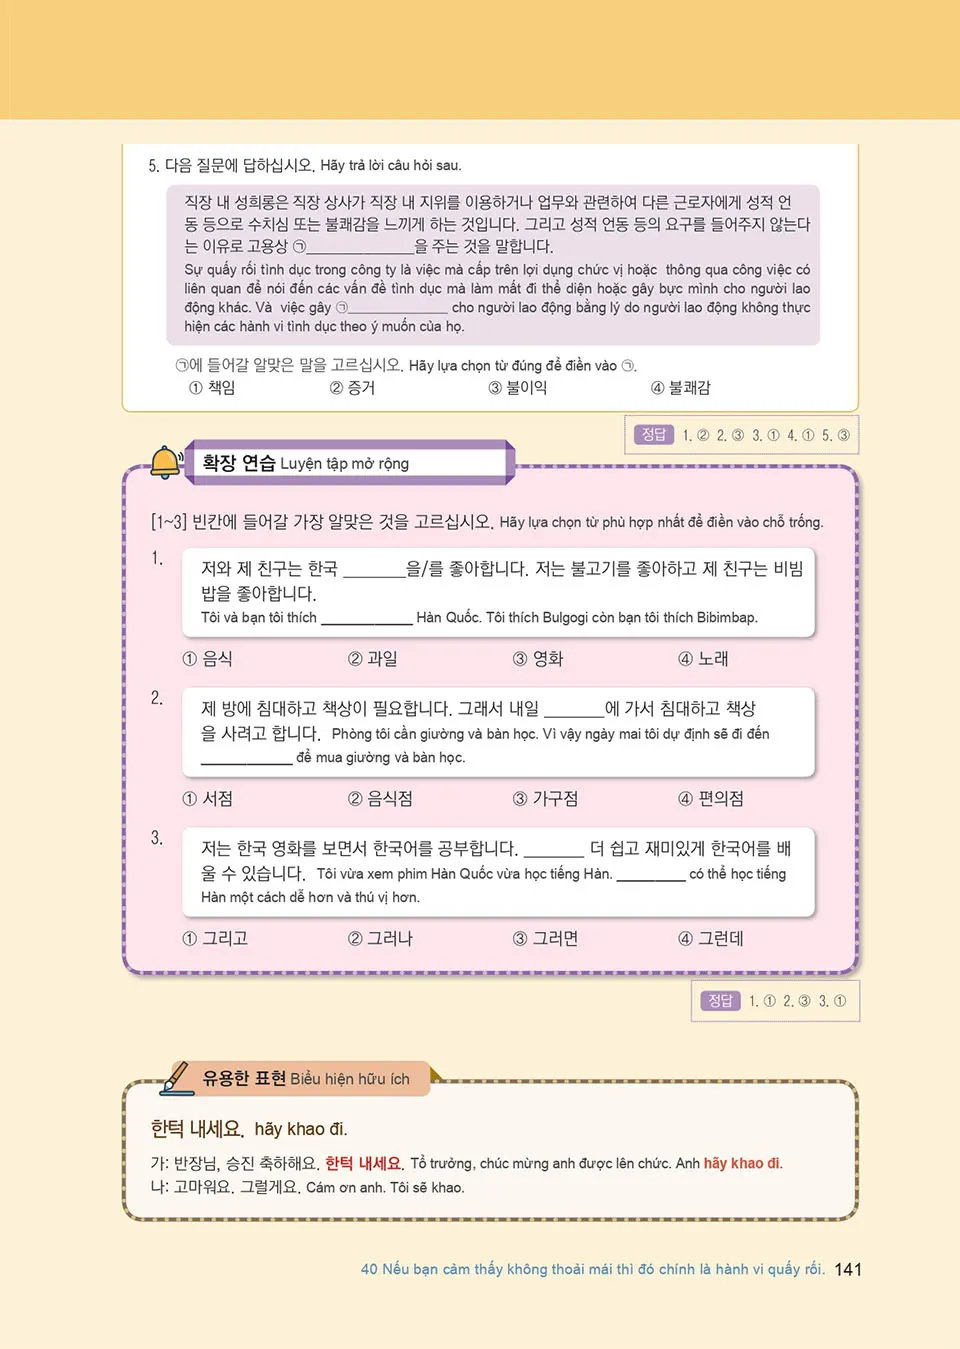 5. 다음 질문에 답하십시오. Hãy trả lời câu hỏi sau.
직장 내 성희롱은 직장 상사가 직장 내 지위를 이용하거나 업무와 관련하여 다른 근로자에게 성적 언
동 등으로 수치심 또는 불쾌감을 느끼게 하는 것입니다. 그리고 성적 언동 등의 요구를 들어주지 않는다
는 이유로 고용상 ㉠______________을 주는 것을 말합니다.
Sự quấy rối tình dục trong công ty là việc mà cấp trên lợi dụng chức vị hoặc thông qua công việc có
liên quan để nói đến các vấn đề tình dục mà làm mất đi thể diện hoặc gây bực mình cho người lao
động khác. Và việc gây ㉠______________ cho người lao động bằng lý do người lao động không thực
hiện các hành vi tình dục theo ý muốn của họ.
㉠에 들어갈 알맞은 말을 고르십시오. Hãy lựa chọn từ đúng để điền vào ㉠.
① 책임 ② 증거 ③ 불이익 ④ 불쾌감
정답 1. ② 2. ③ 3. ① 4. ① 5. ③
확장 연습 Luyện tập mở rộng
[1~3] 빈칸에 들어갈 가장 알맞은 것을 고르십시오. Hãy lựa chọn từ phù hợp nhất để điền vào chỗ trống.
1. 저와 제 친구는 한국 ________을/를 좋아합니다. 저는 불고기를 좋아하고 제 친구는 비빔
밥을 좋아합니다.
Tôi và bạn tôi thích ____________ Hàn Quốc. Tôi thích Bulgogi còn bạn tôi thích Bibimbap.
① 음식 ② 과일 ③ 영화 ④ 노래
2. 제 방에 침대하고 책상이 필요합니다. 그래서 내일 ________에 가서 침대하고 책상
을 사려고 합니다. Phòng tôi cần giường và bàn học. Vì vậy ngày mai tôi dự định sẽ đi đến
____________ để mua giường và bàn học.
① 서점 ② 음식점 ③ 가구점 ④ 편의점
3. 저는 한국 영화를 보면서 한국어를 공부합니다. ________ 더 쉽고 재미있게 한국어를 배
울 수 있습니다. Tôi vừa xem phim Hàn Quốc vừa học tiếng Hàn. _________ có thể học tiếng
Hàn một cách dễ hơn và thú vị hơn.
① 그리고 ② 그러나 ③ 그러면 ④ 그런데
정답 1. ① 2. ③ 3. ①
유용한 표현 Biểu hiện hữu ích
한턱 내세요. hãy khao đi.
가: 반장님, 승진 축하해요. 한턱 내세요. Tổ trưởng, chúc mừng anh được lên chức. Anh hãy khao đi.
나: 고마워요. 그럴게요. Cám ơn anh. Tôi sẽ khao.
40 Nếu bạn cảm thấy không thoải mái thì đó chính là hành vi quấy rối. 141